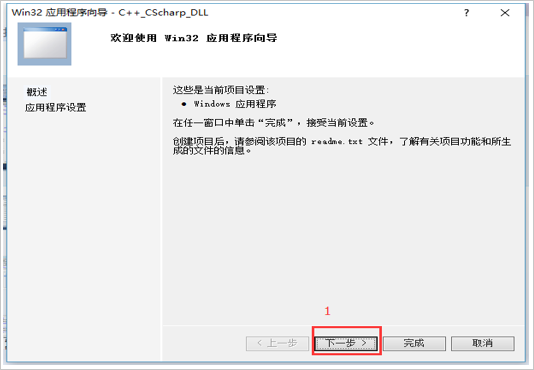 Win32 应用程序向导 - C++_CScharp_DLL
?
欢迎使用 Win32 应用程序向导
概述
应用程序设置
这些是当前项目设置:
• Windows 应用程序
在任一窗口中单击“完成”，接受当前设置。
创建项目后，请参阅该项目的 readme.txt 文件，了解有关项目功能和所生
成的文件的信息。
1
< 上一步
下一步 >
完成
取消